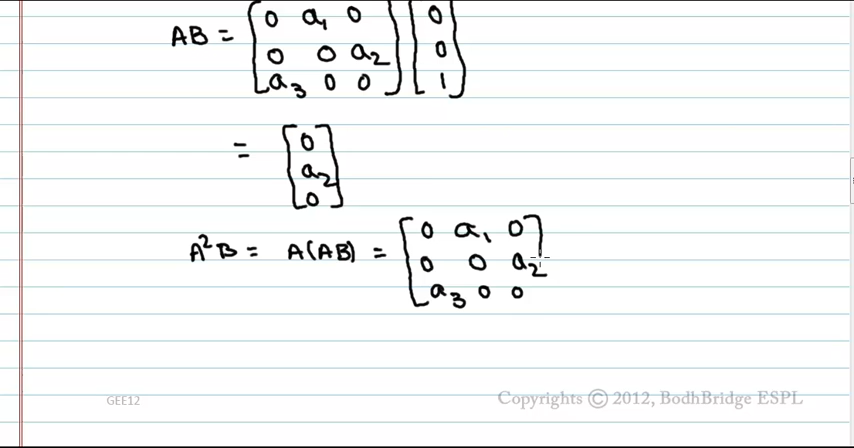 AB = [0 a₁ 0 0 0 a₂ a₃ 0 0] [0 0 1]
= [0 a₂ 0]
A²B = A(AB) = [0 a₁ 0 0 0 a₂ a₃ 0 0]
GEE12
Copyrights © 2012, BodhBridge ESPL